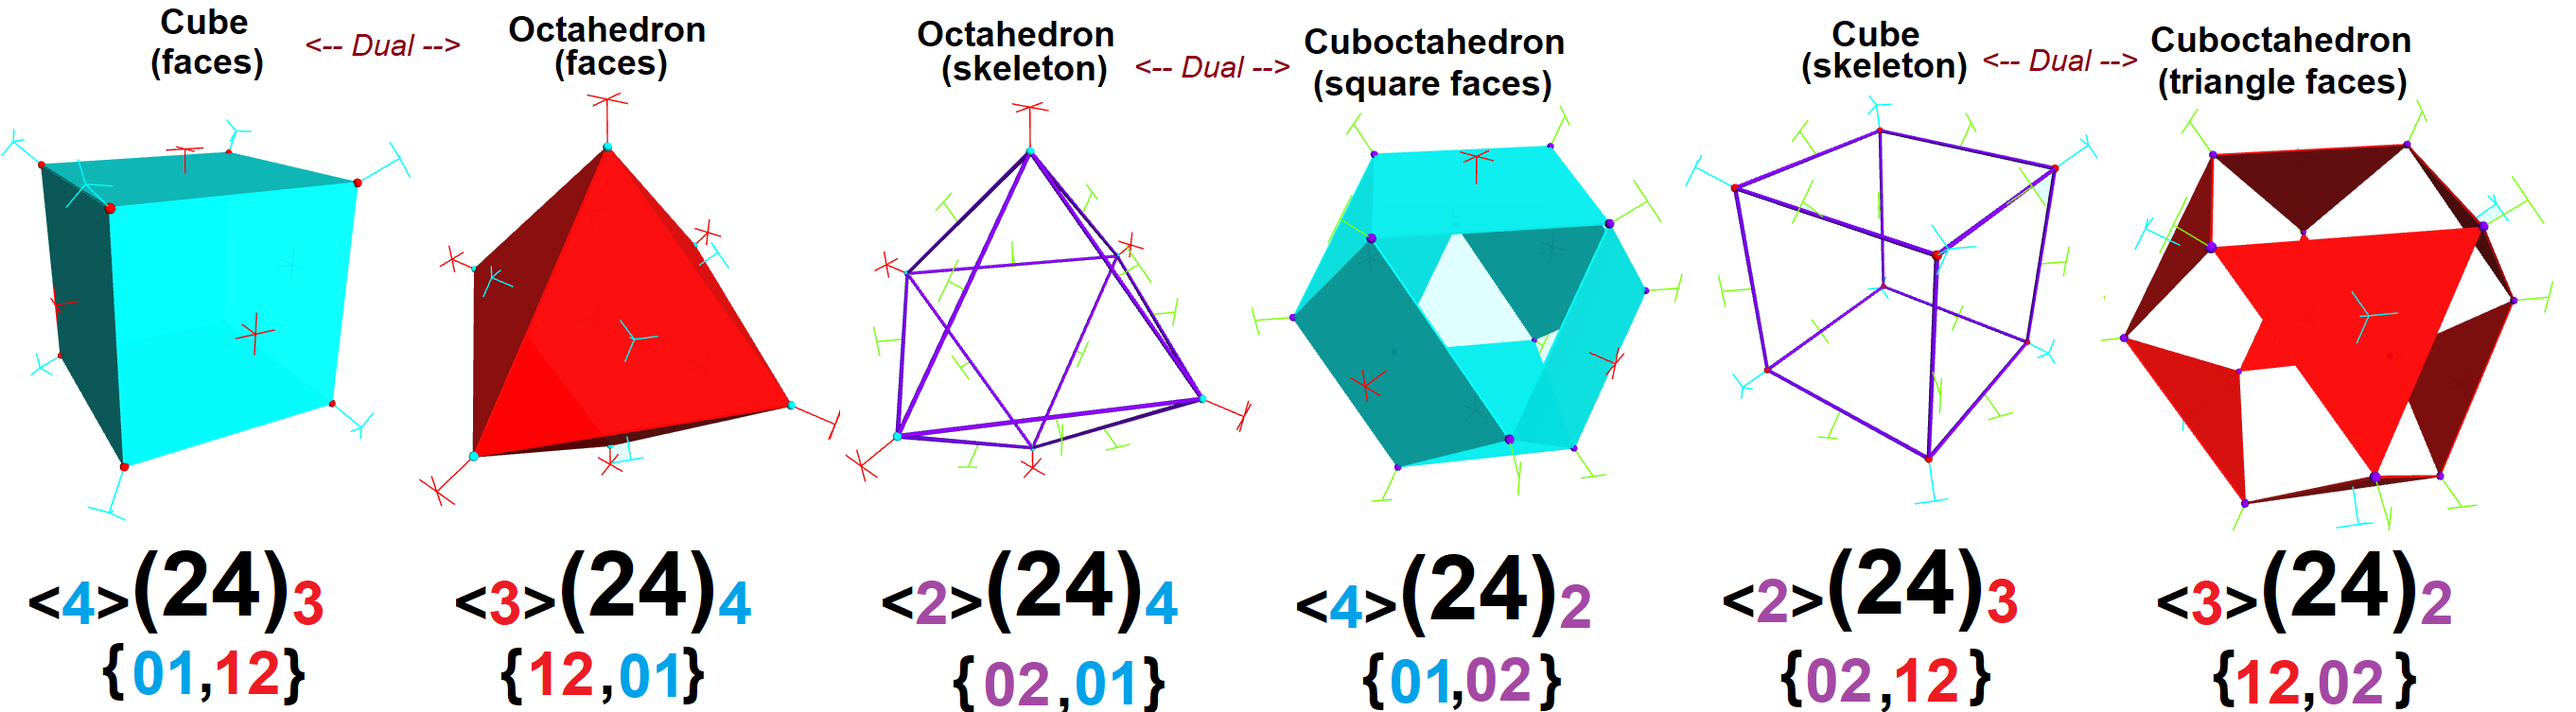 Cube
(faces)
<-- Dual -->
Octahedron
(faces)
Octahedron
(skeleton)
<-- Dual -->
Cuboctahedron
(square faces)
Cube
(skeleton)
<-- Dual -->
Cuboctahedron
(triangle faces)
<4>(24)3
<3>(24)4
<2>(24)4
<4>(24)2
<2>(24)3
<3>(24)2
{01,12}
{12,01}
{02,01}
{01,02}
{02,12}
{12,02}